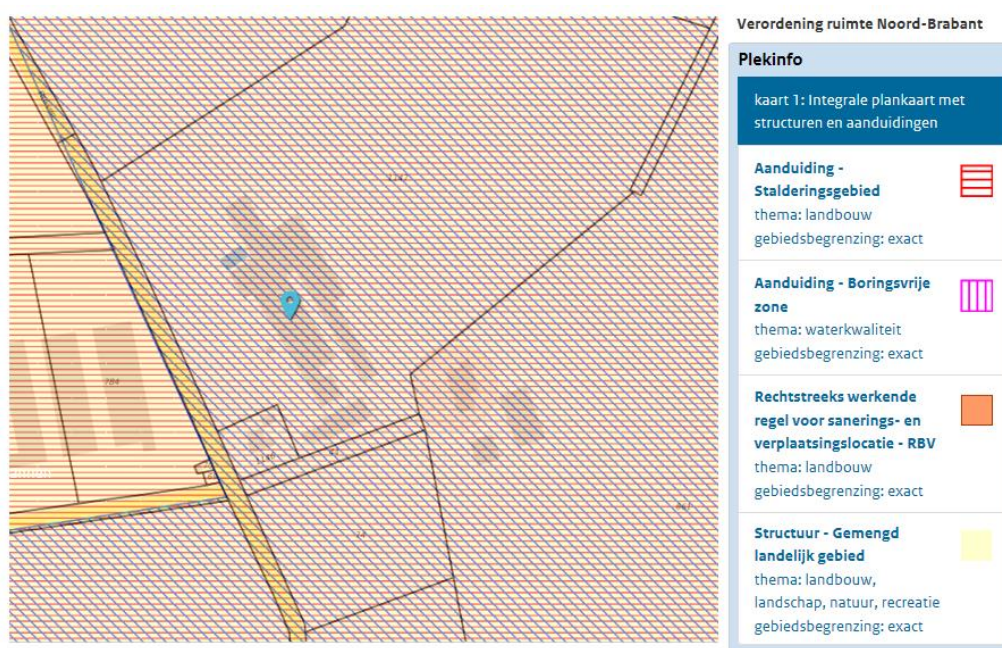 Verordening ruimte Noord-Brabant
Plekinfo
kaart 1: Integrale plankaart met
structuren en aanduidingen
Aanduiding -
Stalderingsgebied
thema: landbouw
gebiedsbegrenzing: exact
Aanduiding - Boringsvrije
zone
thema: waterkwaliteit
gebiedsbegrenzing: exact
Rechtstreeks werkende
regel voor sanerings- en
verplaatsingslocatie - RBV
thema: landbouw
gebiedsbegrenzing: exact
Structuur - Gemengd
landelijk gebied
thema: landbouw,
landschap, natuur, recreatie
gebiedsbegrenzing: exact
784